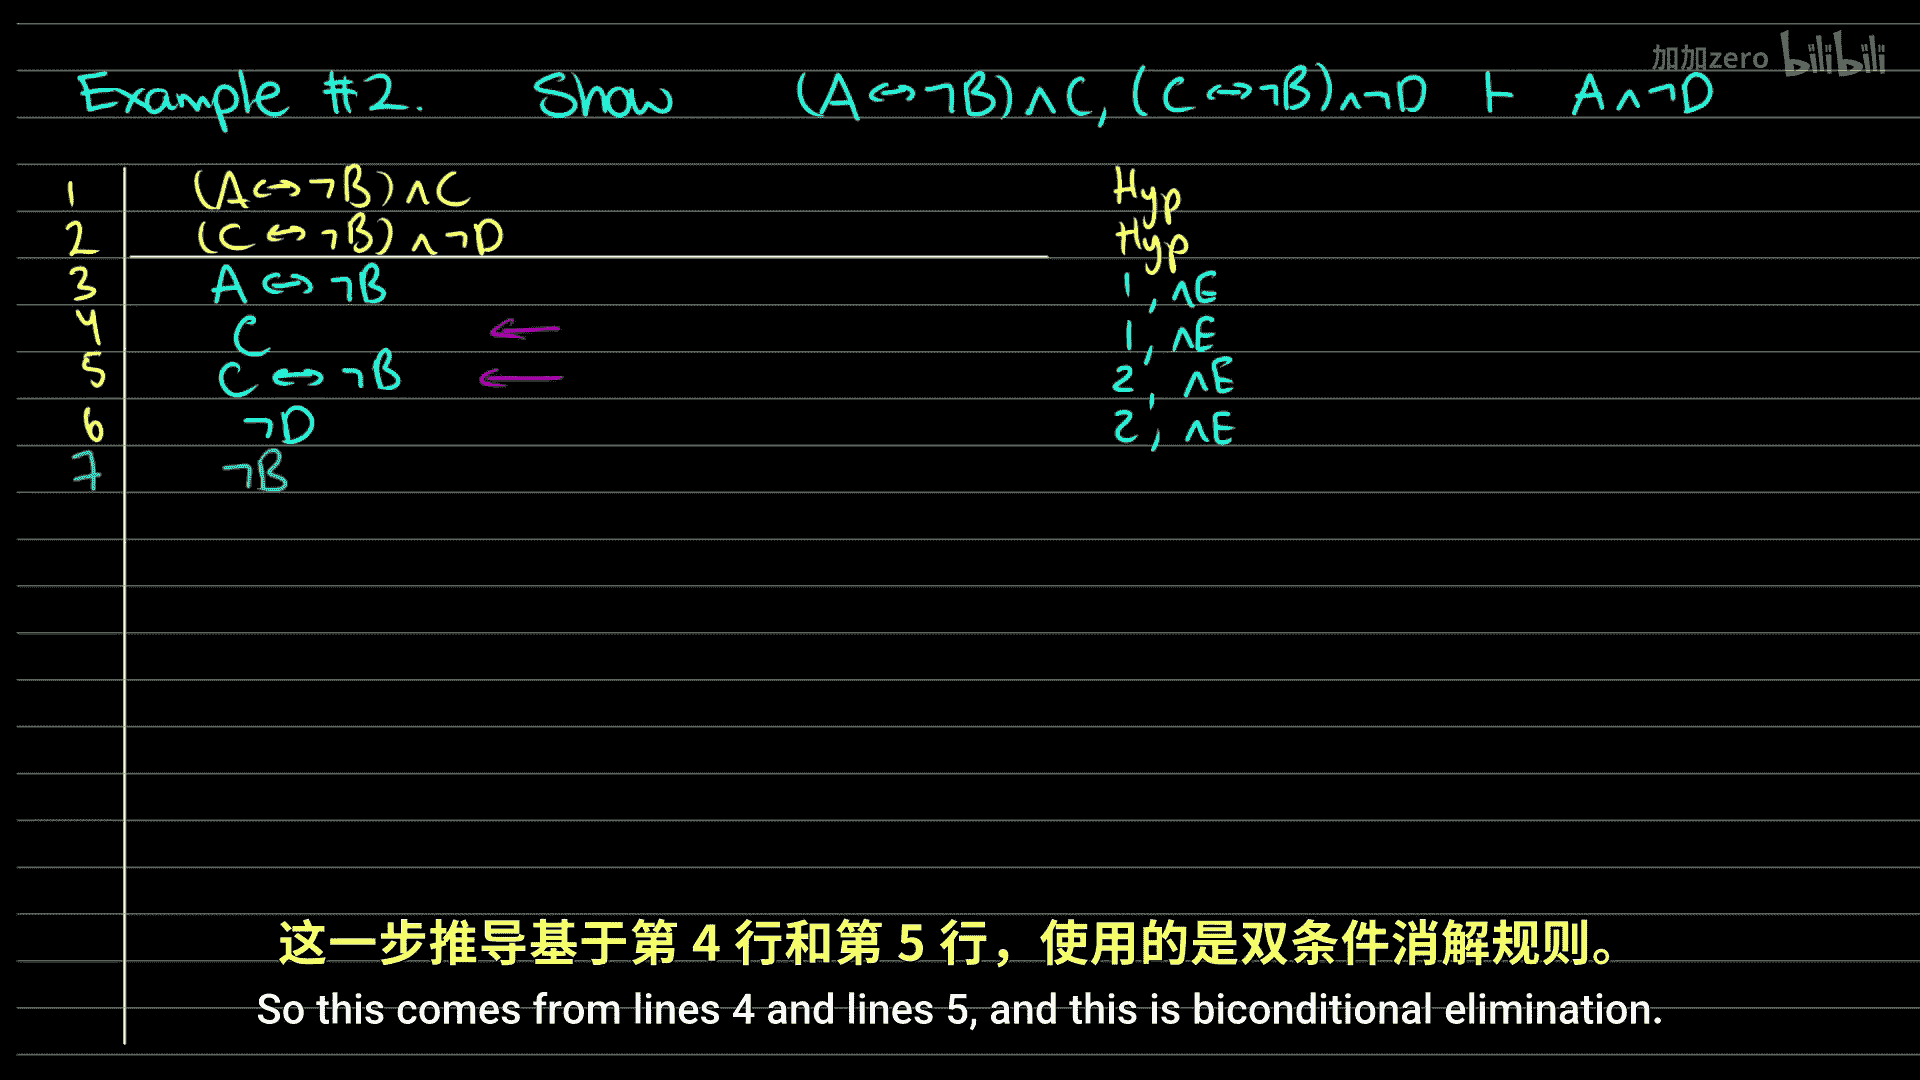 加加zero bilibili
Example #2. Show (A↔¬B)∧C, (C↔¬B)∧¬D ⊢ A∧¬D
1 (A↔¬B)∧C Hyp
2 (C↔¬B)∧¬D Hyp
3 A↔¬B 1, ∧E
4 C ← 1, ∧E
5 C↔¬B ← 2, ∧E
6 ¬D 2, ∧E
7 ¬B
这一步推导基于第 4 行和第 5 行，使用的是双条件消解规则。
So this comes from lines 4 and lines 5, and this is biconditional elimination.